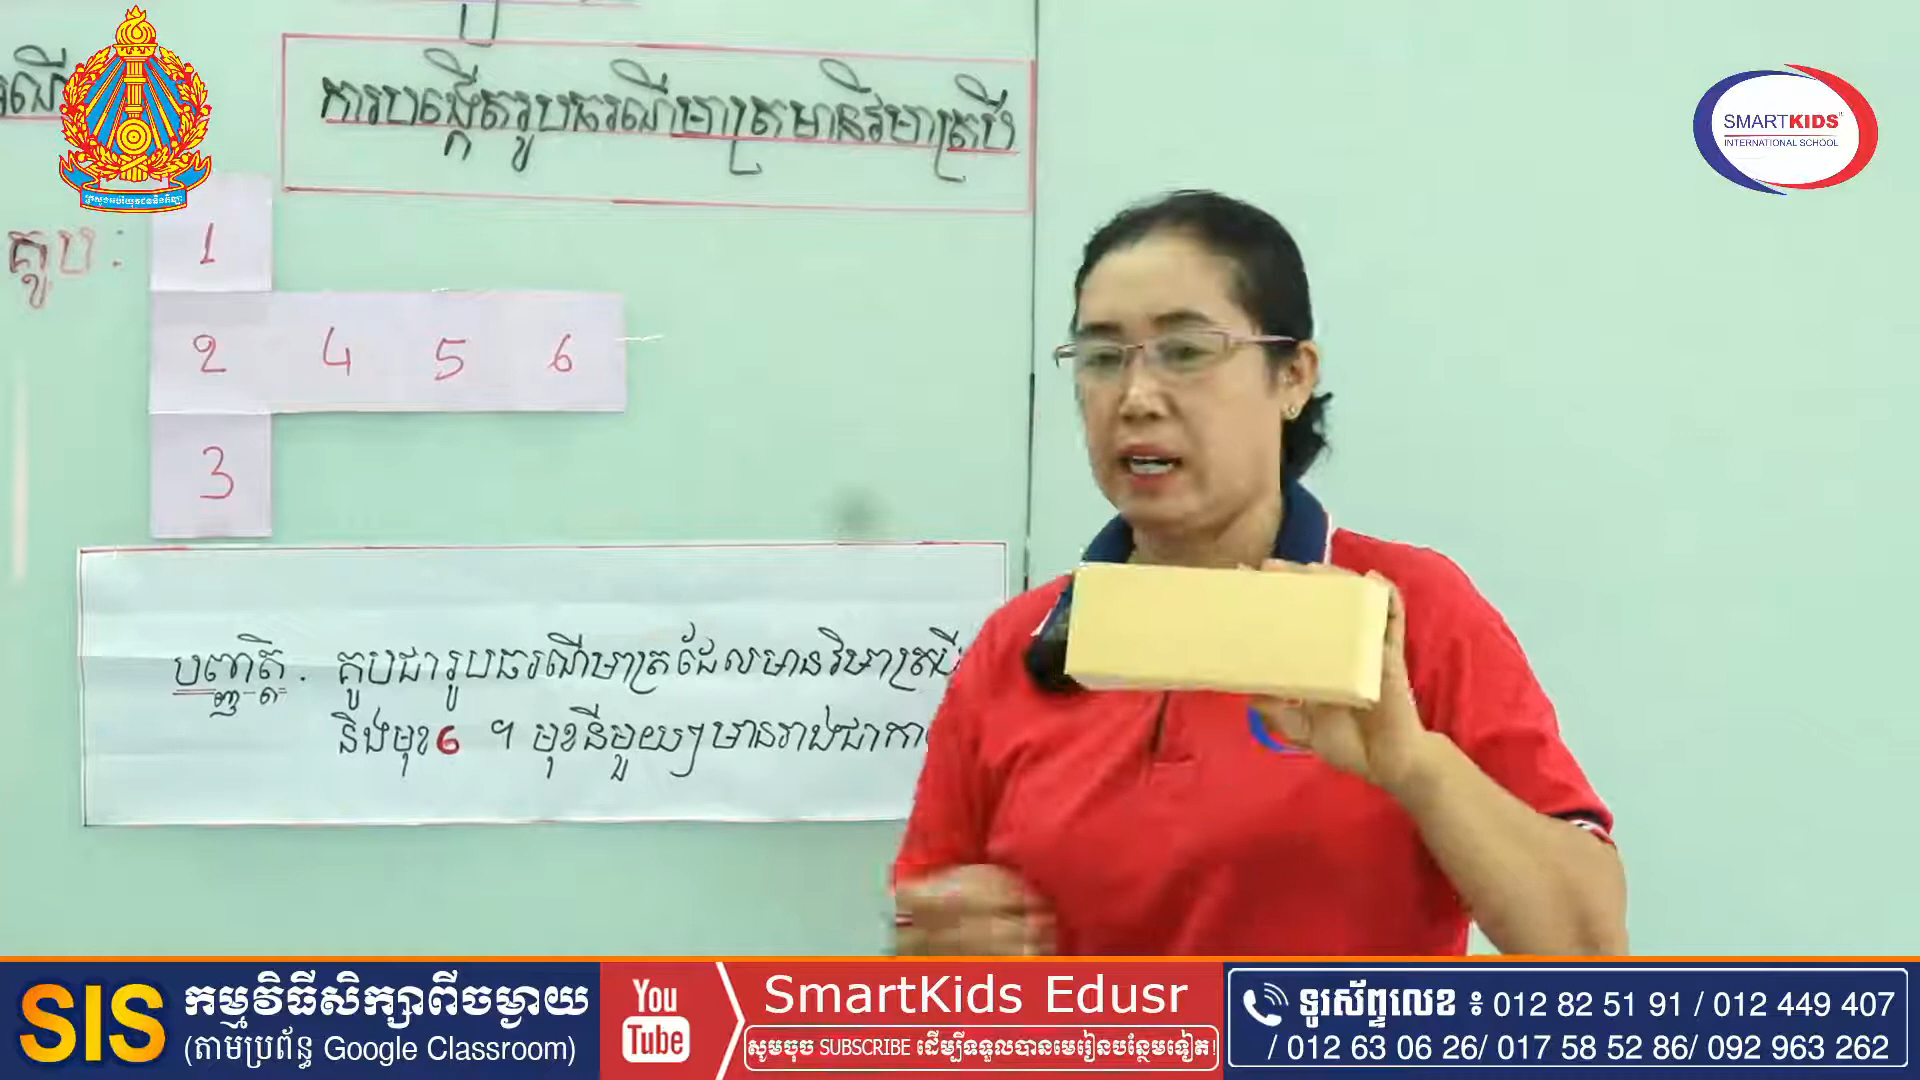 ការបង្កើតរូបធរណីមាត្រមានវិមាត្របី
SMARTKIDS
INTERNATIONAL SCHOOL
គូប :
1
2 4 5 6
3
បញ្ញត្តិ. គូបជារូបធរណីមាត្រដែលមានវិមាត្របី
និងមុខ៦ ។ មុខនីមួយៗមានរាងជាកា
SIS
កម្មវិធីសិក្សាពីចម្ងាយ
(តាមប្រព័ន្ធ Google Classroom)
You
Tube
SmartKids Edusr
សូមចុច SUBSCRIBE ដើម្បីទទួលបានមេរៀនបន្ថែមទៀត!
ទូរស័ព្ទលេខ ៖ 012 82 51 91 / 012 449 407
/ 012 63 06 26/ 017 58 52 86/ 092 963 262